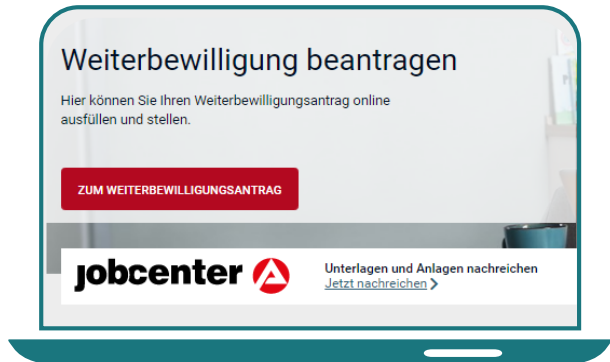 Weiterbewilligung beantragen
Hier können Sie Ihren Weiterbewilligungsantrag online
ausfüllen und stellen.
ZUM WEITERBEWILLIGUNGSANTRAG
jobcenter
Unterlagen und Anlagen nachreichen
Jetzt nachreichen